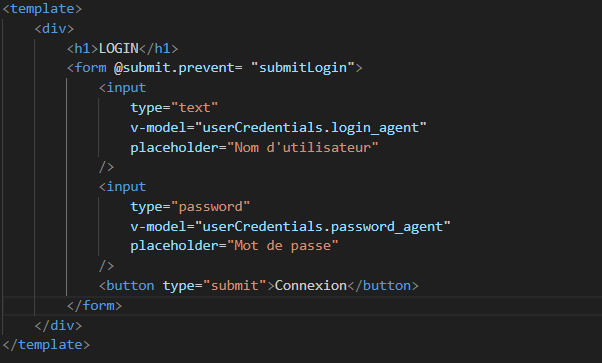 <template>
<div>
<h1>LOGIN</h1>
<form @submit.prevent= "submitLogin">
<input
type="text"
v-model="userCredentials.login_agent"
placeholder="Nom d'utilisateur"
/>
<input
type="password"
v-model="userCredentials.password_agent"
placeholder="Mot de passe"
/>
<button type="submit">Connexion</button>
</form>
</div>
</template>